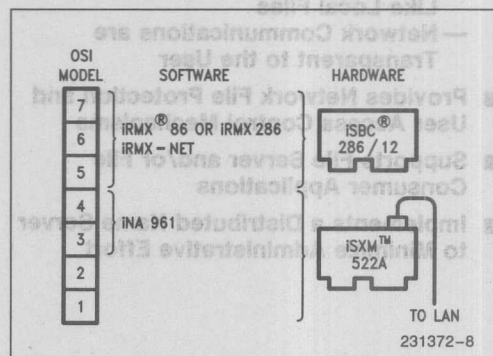 OSI
MODEL
SOFTWARE
HARDWARE
7
6
5
4
3
2
1
iRMX® 86 OR iRMX 286
iRMX - NET
iNA 961
iSBC®
286/12
iSXM™
522A
TO LAN
231372-8